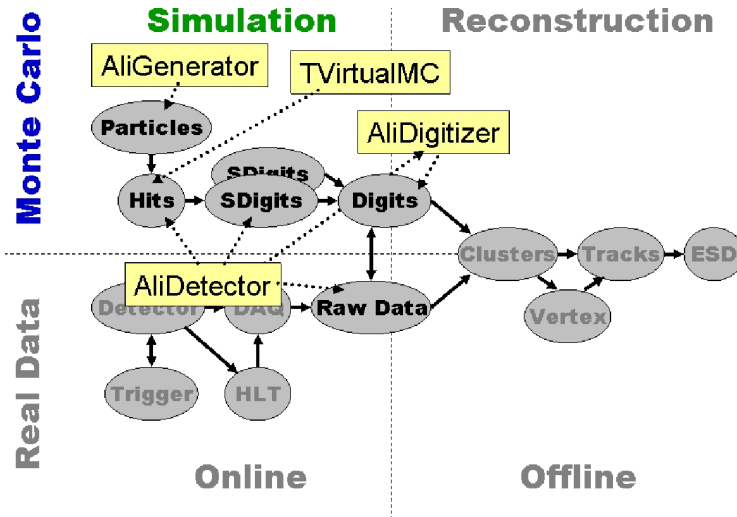 Simulation
Reconstruction
Monte Carlo
AliGenerator
TVirtualMC
Particles
AliDigitizer
SDigits
Hits
SDigits
Digits
Clusters
Tracks
ESD
AliDetector
Detector
DAQ
Raw Data
Vertex
Real Data
Trigger
HLT
Online
Offline